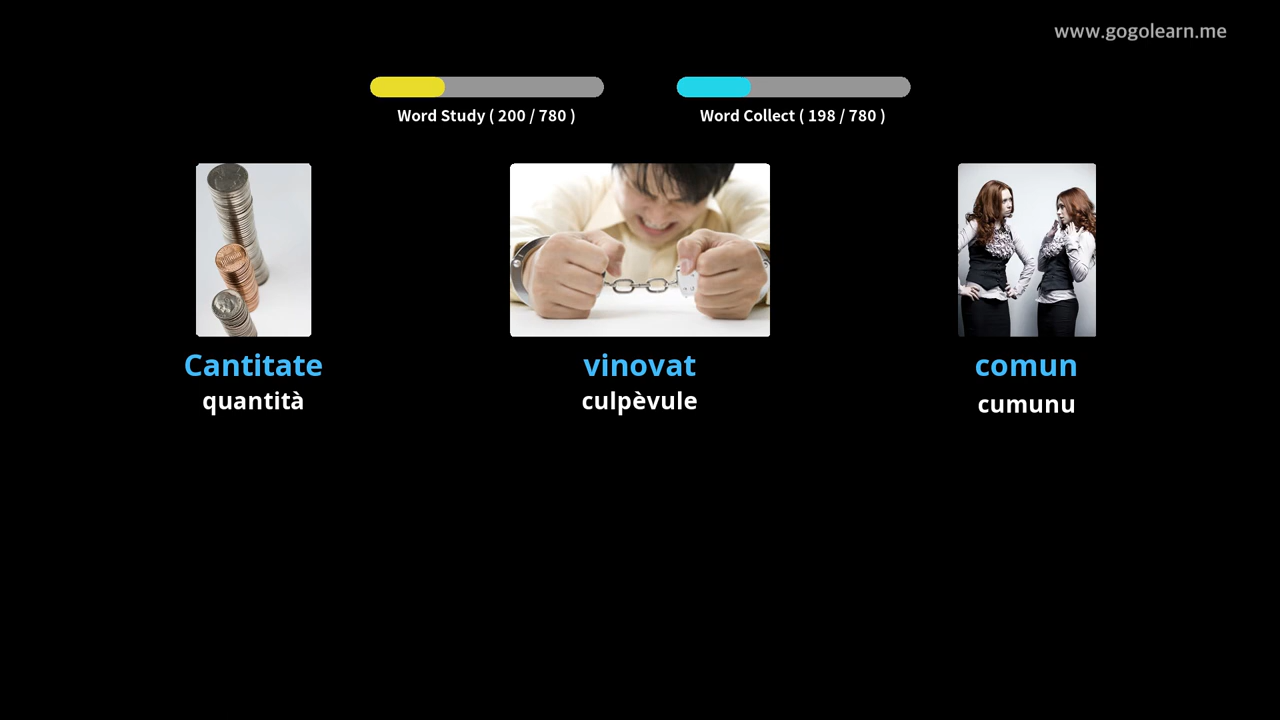 www.gogolearn.me
Word Study ( 200 / 780 )
Word Collect ( 198 / 780 )
Cantitate
quantità
vinovat
culpèvule
comun
cumunu